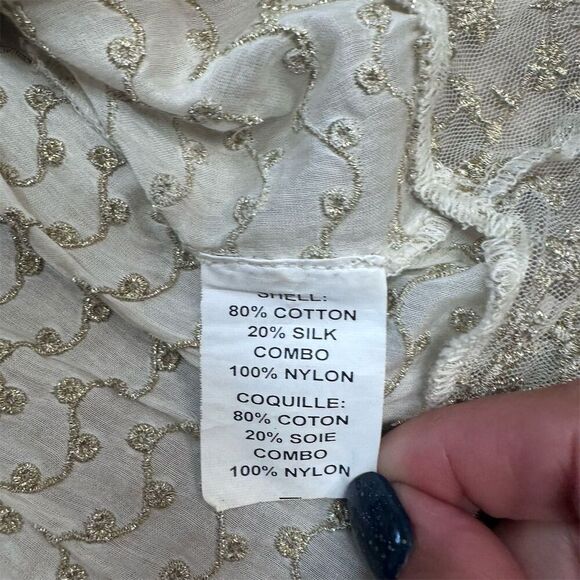 SHELL:
80% COTTON
20% SILK
COMBO
100% NYLON
COQUILLE:
80% COTON
20% SOIE
COMBO
100% NYLON